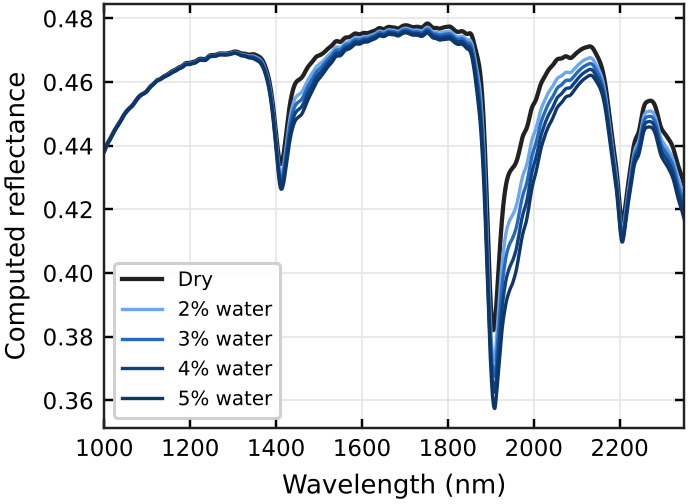 Computed reflectance
0.48
0.46
0.44
0.42
0.40
0.38
0.36
Dry
2% water
3% water
4% water
5% water
1000 1200 1400 1600 1800 2000 2200
Wavelength (nm)